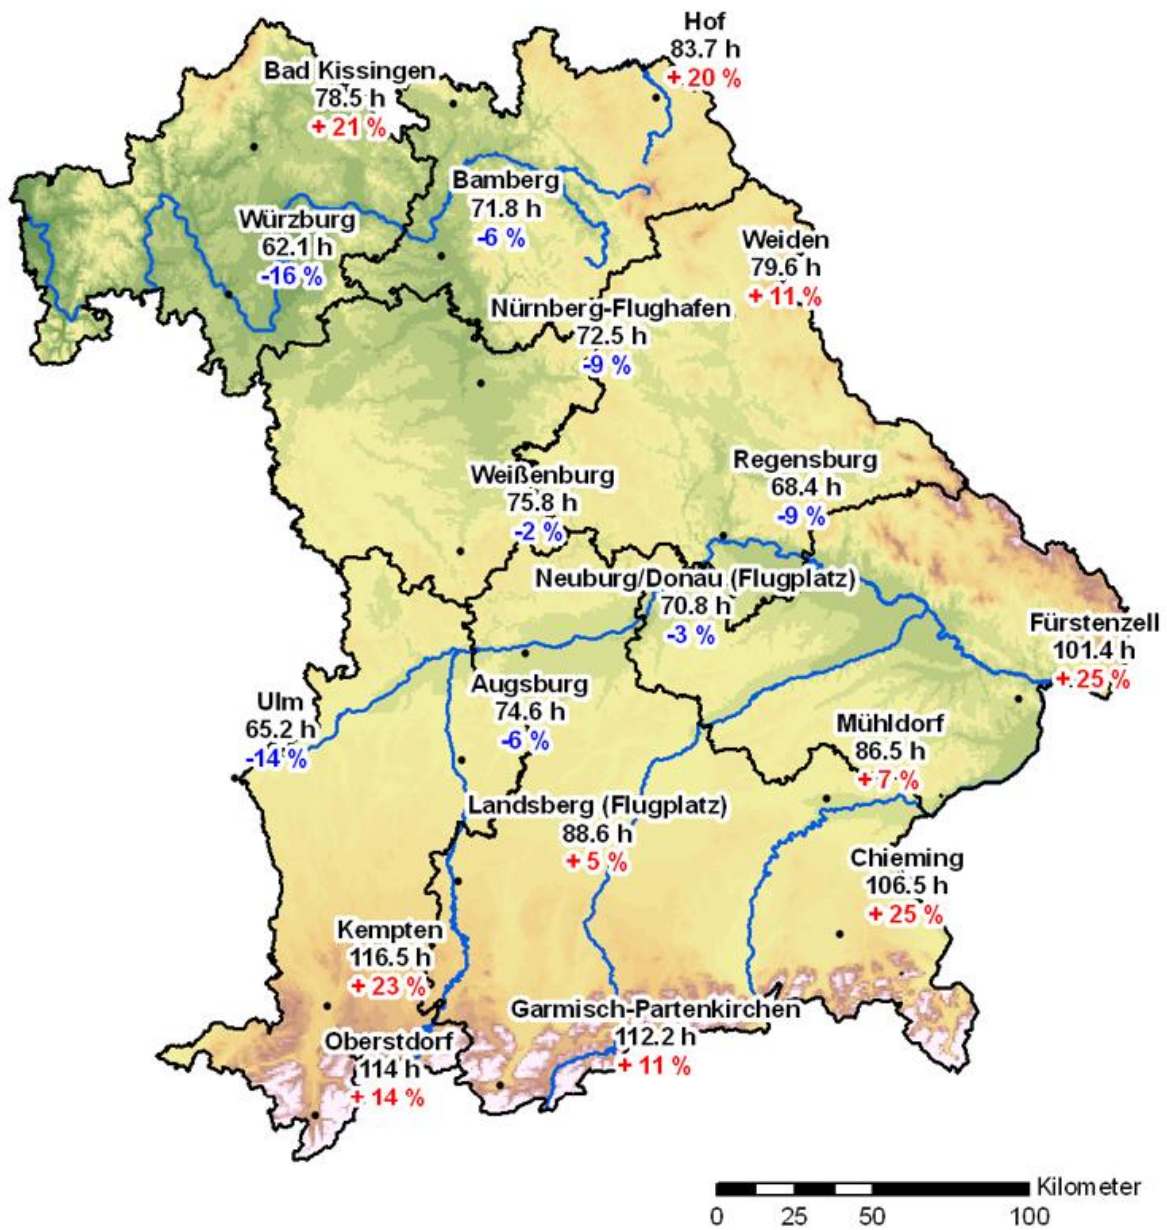 Hof
83.7 h
+ 20 %
Bad Kissingen
78.5 h
+ 21 %
Bamberg
71.8 h
-6 %
Würzburg
62.1 h
-16 %
Weiden
79.6 h
+ 11 %
Nürnberg-Flughafen
72.5 h
-9 %
Weißenburg
75.8 h
-2 %
Regensburg
68.4 h
-9 %
Neuburg/Donau (Flugplatz)
70.8 h
-3 %
Fürstenzell
101.4 h
+ 25 %
Augsburg
74.6 h
-6 %
Ulm
65.2 h
-14 %
Mühldorf
86.5 h
+ 7 %
Landsberg (Flugplatz)
88.6 h
+ 5 %
Chieming
106.5 h
+ 25 %
Kempten
116.5 h
+ 23 %
Garmisch-Partenkirchen
112.2 h
+ 11 %
Oberstdorf
114 h
+ 14 %
Kilometer
0 25 50 100